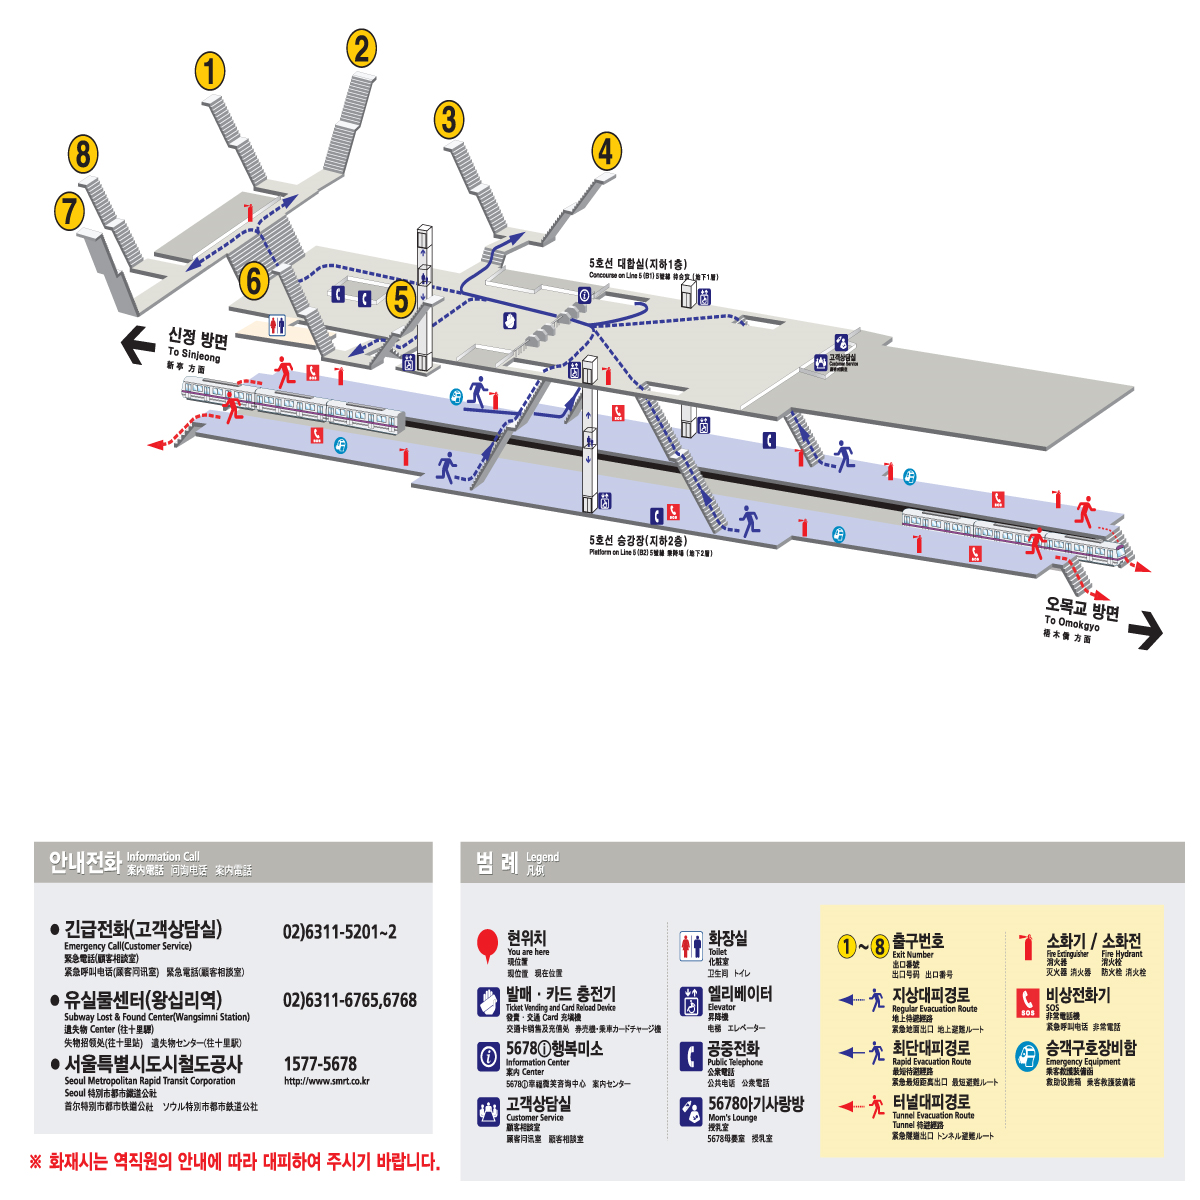 1
2
3
4
8
7
6
5
5호선 대합실(지하1층)
Concourse on Line 5 (B1) 5號線 待合室 (地下1層)
신정 방면
To Sinjeong
新亭 方面
고객상담실
Customer Service
5호선 승강장(지하2층)
Platform on Line 5 (B2) 5號線 乘降場 (地下2層)
오목교 방면
To Omokgyo
梧木橋 方面
안내전화 Information Call
案內電話 问询电话 案内電話
● 긴급전화(고객상담실) 02)6311-5201~2
Emergency Call(Customer Service)
緊急電話(顧客相談室)
紧急呼叫电话(顾客问讯室) 緊急電話(顧客相談室)
● 유실물센터(왕십리역) 02)6311-6765,6768
Subway Lost & Found Center(Wangsimni Station)
遺失物 Center (往十里驛)
失物招领处(往十里站) 遺失物センター(往十里駅)
● 서울특별시도시철도공사 1577-5678
Seoul Metropolitan Rapid Transit Corporation http://www.smrt.co.kr
Seoul 特別市都市鐵道公社
首尔特别市都市铁道公社 ソウル特別市都市鉄道公社
※ 화재시는 역직원의 안내에 따라 대피하여 주시기 바랍니다.
범 례 Legend
凡例
현위치
You are here
現位置
现位置 現在位置
발매 · 카드 충전기
Ticket Vending and Card Reload Device
發賣 · 交通 Card 充塡機
交通卡销售及充值处 券売機·乗車カードチャージ機
5678ⓘ행복미소
Information Center
案內 Center
5678ⓘ幸福微笑咨询中心 案内センター
고객상담실
Customer Service
顧客相談室
顾客问讯室 顧客相談室
화장실
Toilet
化粧室
卫生间 トイレ
엘리베이터
Elevator
昇降機
电梯 エレベーター
공중전화
Public Telephone
公衆電話
公共电话 公衆電話
5678아기사랑방
Mom's Lounge
授乳室
5678母婴室 授乳室
1~8 출구번호
Exit Number
出口番號
出口号码 出口番号
지상대피경로
Regular Evacuation Route
地上待避經路
紧急地面出口 地上避難ルート
최단대피경로
Rapid Evacuation Route
最短待避經路
紧急最短距离出口 最短避難ルート
터널대피경로
Tunnel Evacuation Route
Tunnel 待避經路
紧急隧道出口 トンネル避難ルート
소화기 / 소화전
Fire Extinguisher Fire Hydrant
消火器 消火栓
灭火器 消火器 防火栓 消火栓
비상전화기
SOS
非常電話機
紧急呼叫电话 非常電話
승객구호장비함
Emergency Equipment
乘客救護裝備函
救助设施箱 乗客救護装備箱